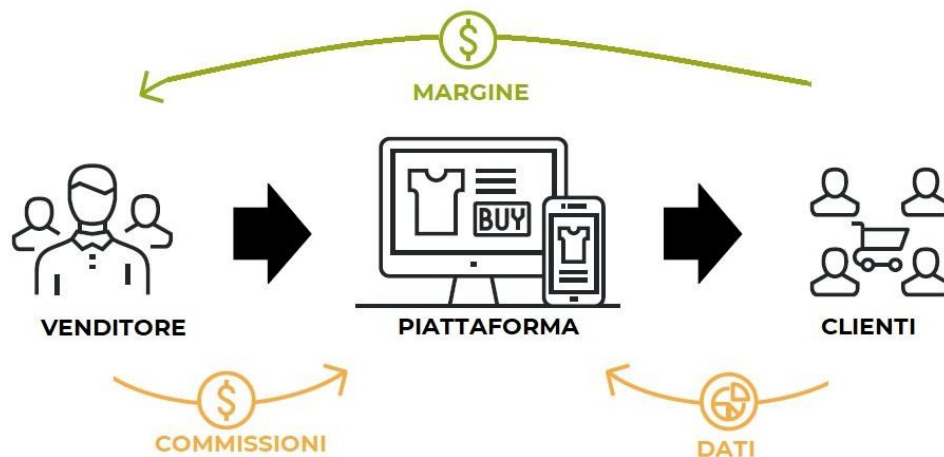 $
MARGINE
BUY
VENDITORE
PIATTAFORMA
CLIENTI
$
COMMISSIONI
DATI